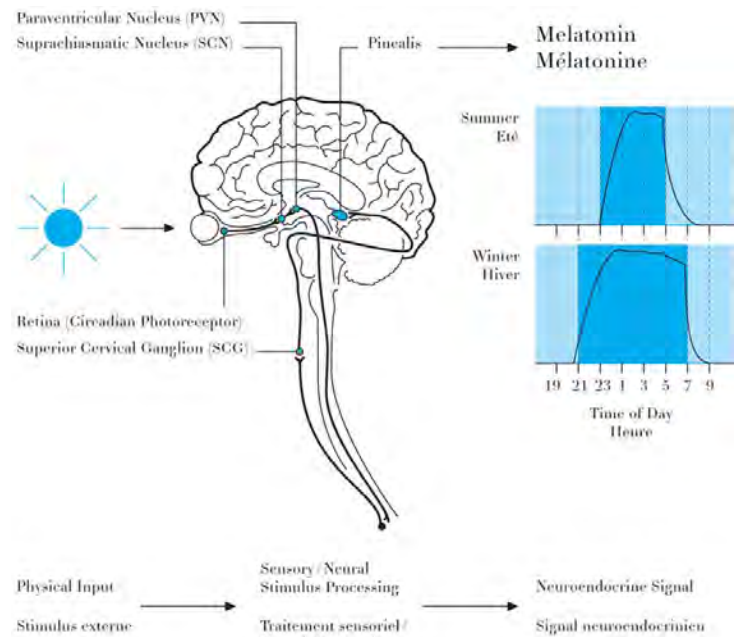 Paraventricular Nucleus (PVN)
Suprachiasmatic Nucleus (SCN)
Pinealis
Melatonin
Mélatonine
Summer
Eté
Winter
Hiver
Retina (Circadian Photoreceptor)
Superior Cervical Ganglion (SCG)
19 21 23 1 3 5 7 9
Time of Day
Heure
Physical Input
Stimulus externe
Sensory/Neural
Stimulus Processing
Traitement sensoriel/
Neuroendocrine Signal
Signal neuroendocrinien